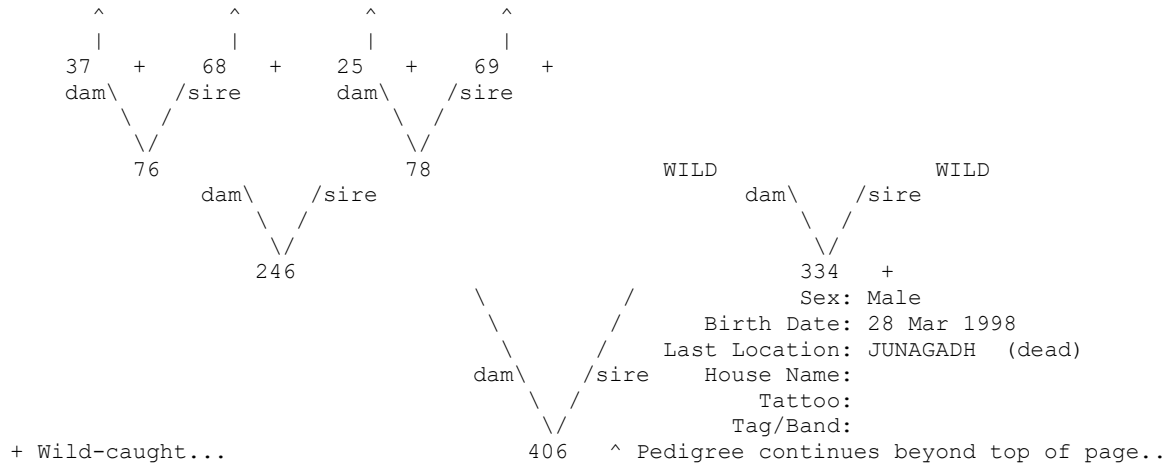 ^ ^ ^ ^
| | | |
37 + 68 + 25 + 69 +
dam\ /sire dam\ /sire
\ / \ /
\/ \/
76 78 WILD WILD
dam\ /sire dam\ /sire
\ / \ /
\/ \/
246 334 +
\ / Sex: Male
\ / Birth Date: 28 Mar 1998
\ / Last Location: JUNAGADH (dead)
dam\ /sire House Name:
\ / Tattoo:
\/ Tag/Band:
+ Wild-caught... 406 ^ Pedigree continues beyond top of page..